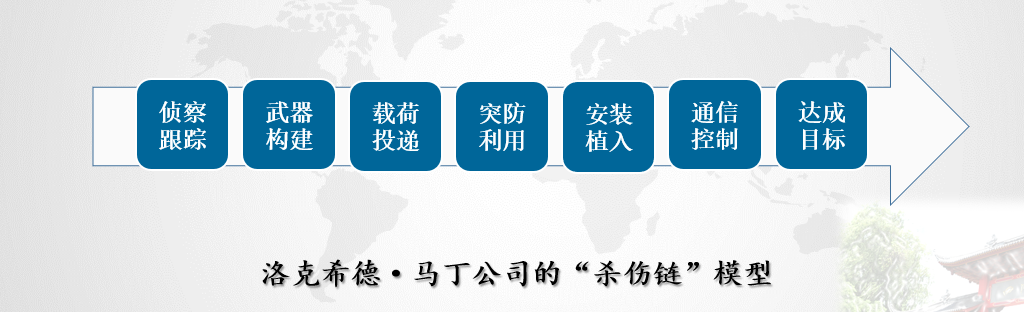 侦察
跟踪
武器
构建
载荷
投递
突防
利用
安装
植入
通信
控制
达成
目标
洛克希德·马丁公司的“杀伤链”模型